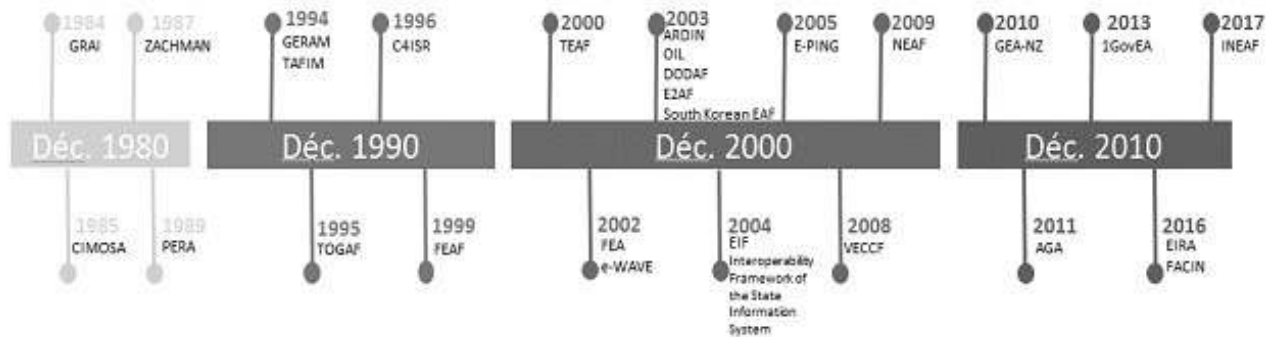 1984
GRAI
1987
ZACHMAN
1994
GERAM
TAFIM
1996
C4ISR
2000
TEAF
2003
ARDIN
OIL
DODAF
E2AF
South Korean EAF
2005
E-PING
2009
NEAF
2010
GEA-NZ
2013
1GovEA
2017
INEAF
Déc. 1980
Déc. 1990
Déc. 2000
Déc. 2010
1985
CIMOSA
1989
PERA
1995
TOGAF
1999
FEAF
2002
FEA
e-WAVE
2004
EIF
Interoperability
Framework of
the State
Information
System
2008
VECCF
2011
AGA
2016
EIRA
FACIN